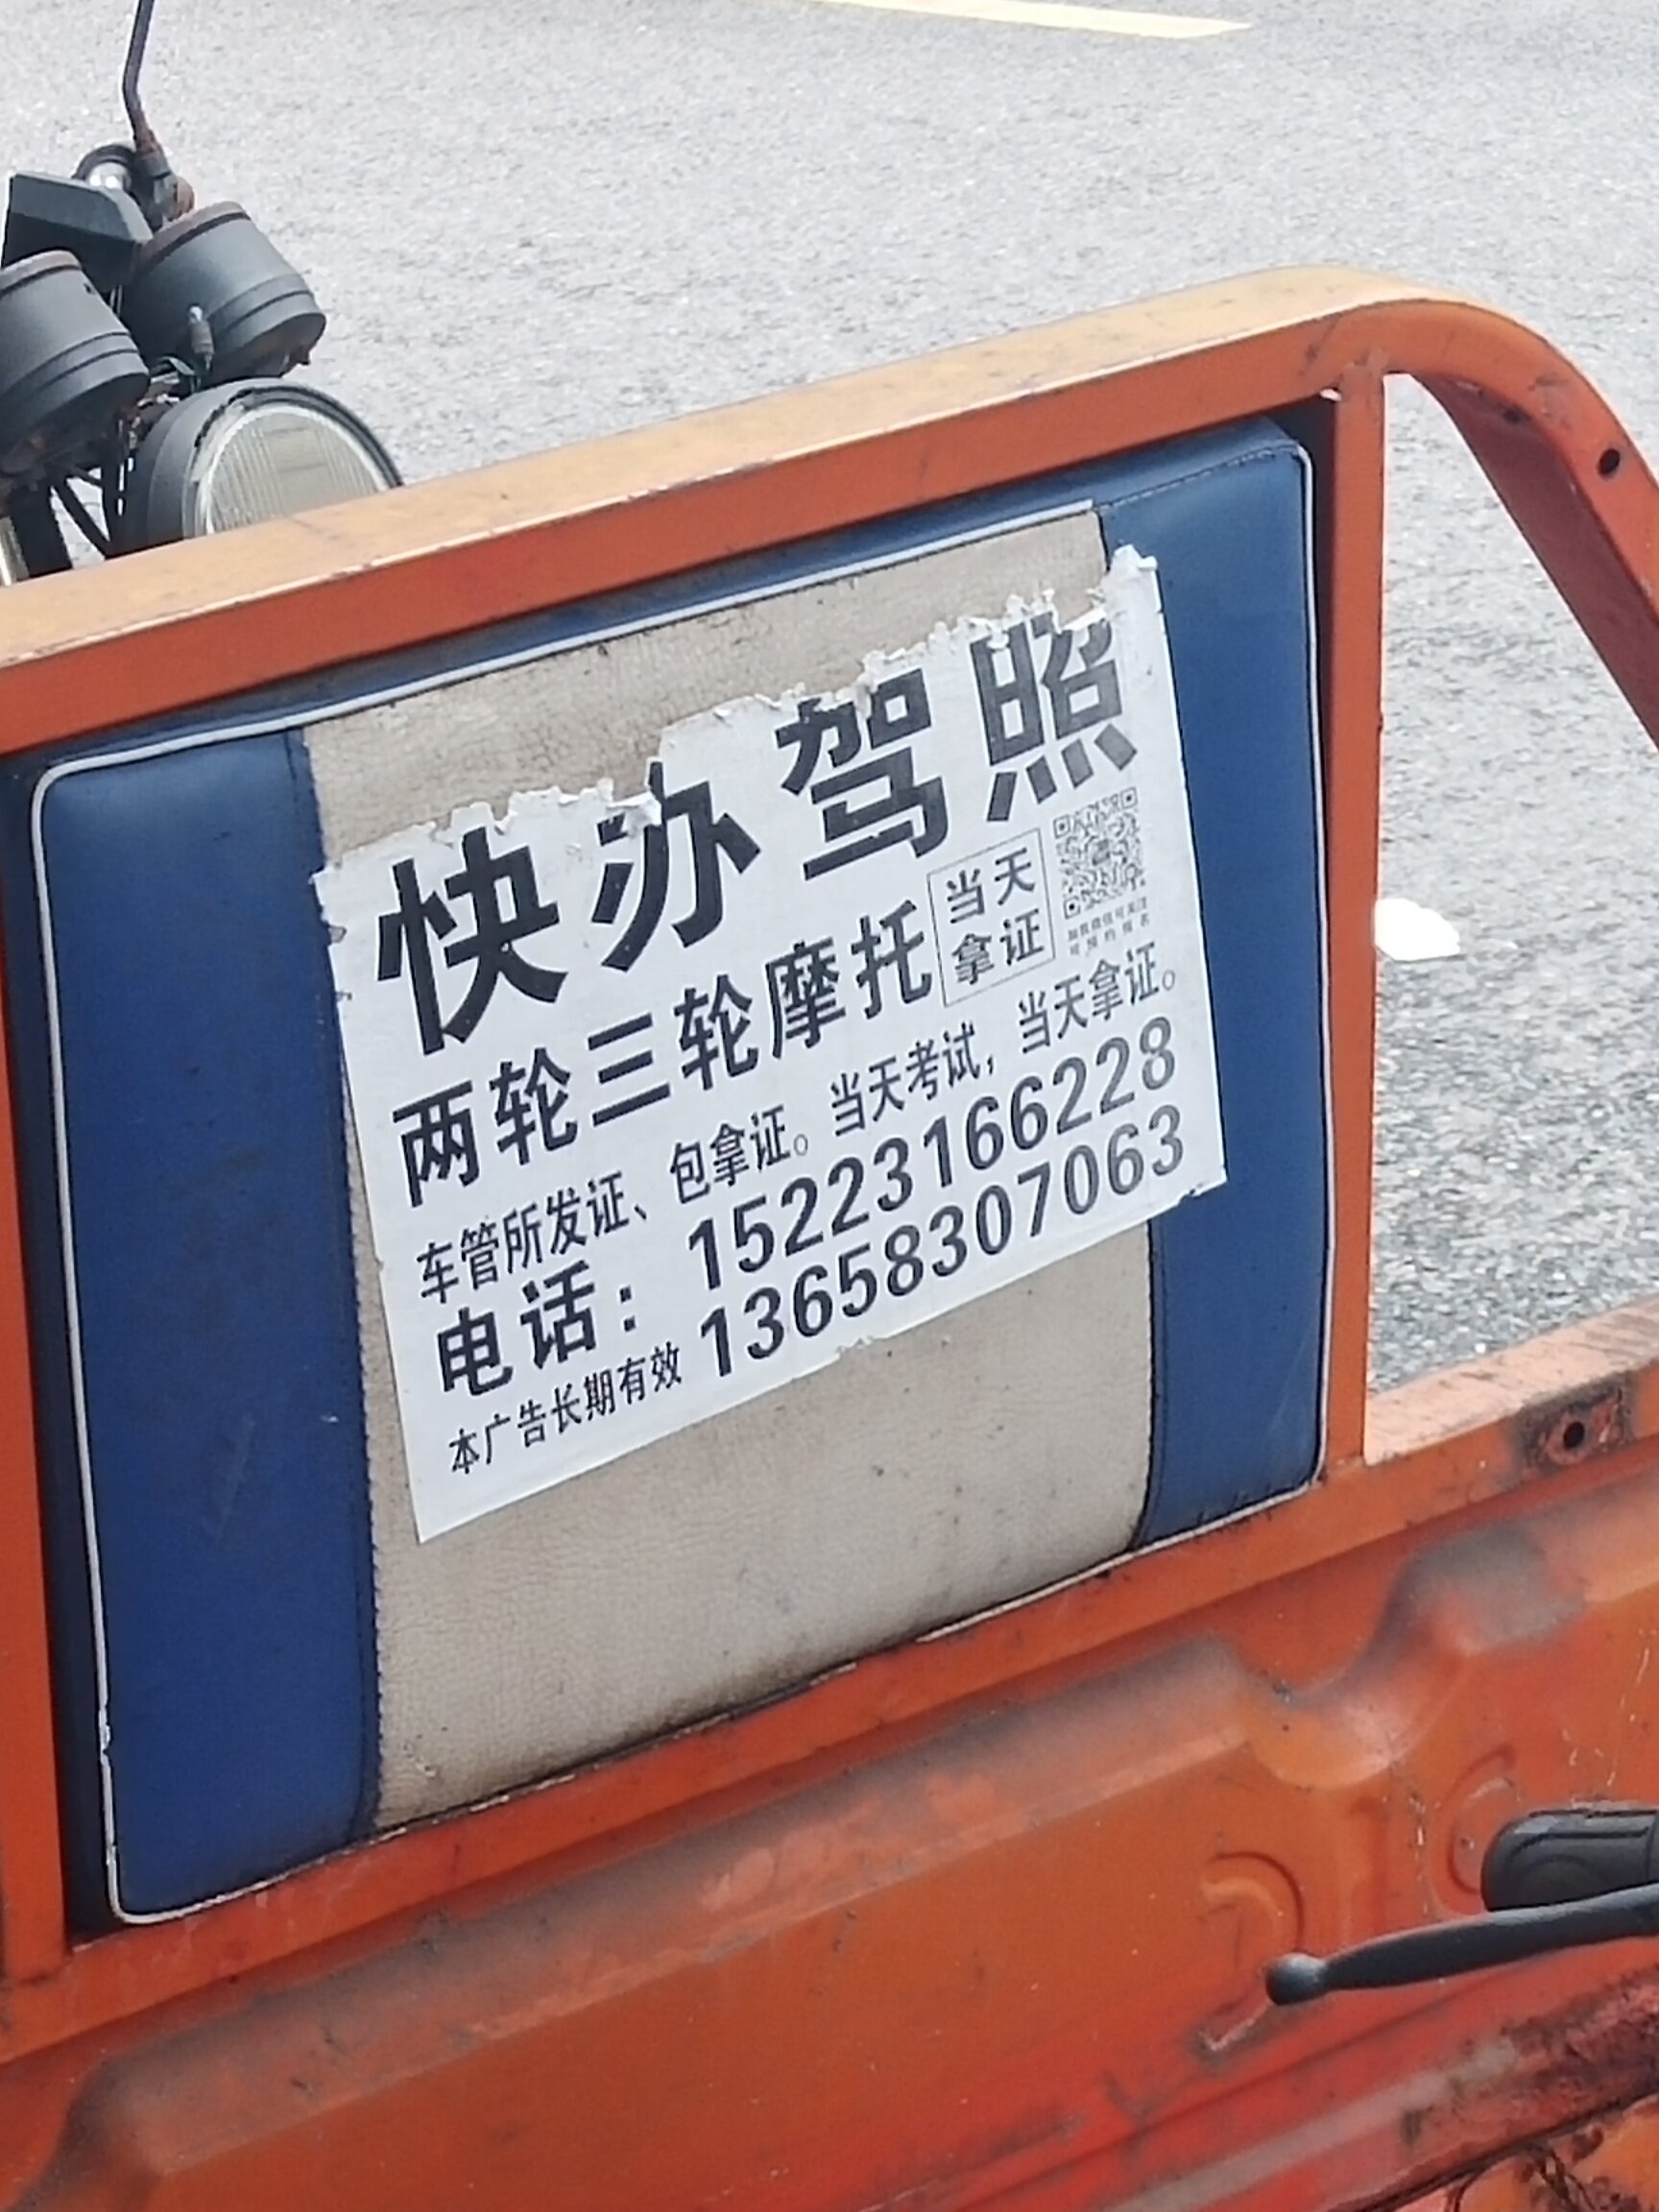 快办驾照
两轮三轮摩托
当天
拿证
车管所发证、包拿证。当天考试，当天拿证。
电话：15223166228
13658307063
本广告长期有效